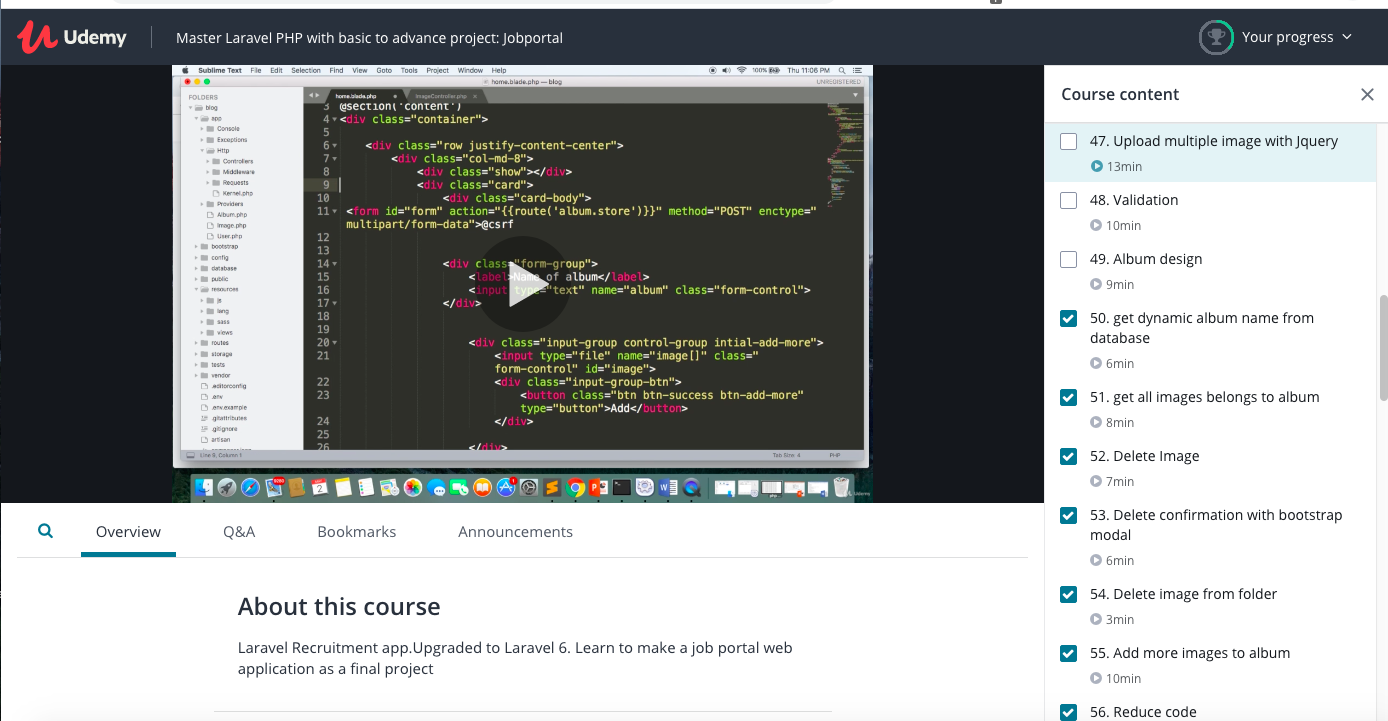 Udemy
Master Laravel PHP with basic to advance project: Jobportal
Your progress
Sublime Text File Edit Selection Find View Goto Tools Project Window Help
100% Thu 11:06 PM
home.blade.php — blog
UNREGISTERED
FOLDERS
blog
app
Console
Exceptions
Http
Controllers
Middleware
Requests
Kernel.php
Providers
Album.php
Image.php
User.php
bootstrap
config
database
public
resources
js
lang
sass
views
routes
storage
tests
vendor
.editorconfig
.env
.env.example
.gitattributes
.gitignore
artisan
home.blade.php
ImageController.php
3 @section('content')
4 <div class="container">
5
6 <div class="row justify-content-center">
7 <div class="col-md-8">
8 <div class="show"></div>
9 <div class="card">
10 <div class="card-body">
11 <form id="form" action="{{route('album.store')}}" method="POST" enctype="
multipart/form-data">@csrf
12
13
14 <div class="form-group">
15 <label>Name of album</label>
16 <input type="text" name="album" class="form-control">
17 </div>
18
19
20 <div class="input-group control-group intial-add-more">
21 <input type="file" name="image[]" class="
form-control" id="image">
22 <div class="input-group-btn">
23 <button class="btn btn-success btn-add-more"
type="button">Add</button>
24 </div>
25
26 </div>
Line 9, Column 1
Tab Size: 4
PHP
Udemy
Overview
Q&A
Bookmarks
Announcements
About this course
Laravel Recruitment app.Upgraded to Laravel 6. Learn to make a job portal web
application as a final project
Course content
47. Upload multiple image with Jquery
13min
48. Validation
10min
49. Album design
9min
50. get dynamic album name from
database
6min
51. get all images belongs to album
8min
52. Delete Image
7min
53. Delete confirmation with bootstrap
modal
6min
54. Delete image from folder
3min
55. Add more images to album
10min
56. Reduce code